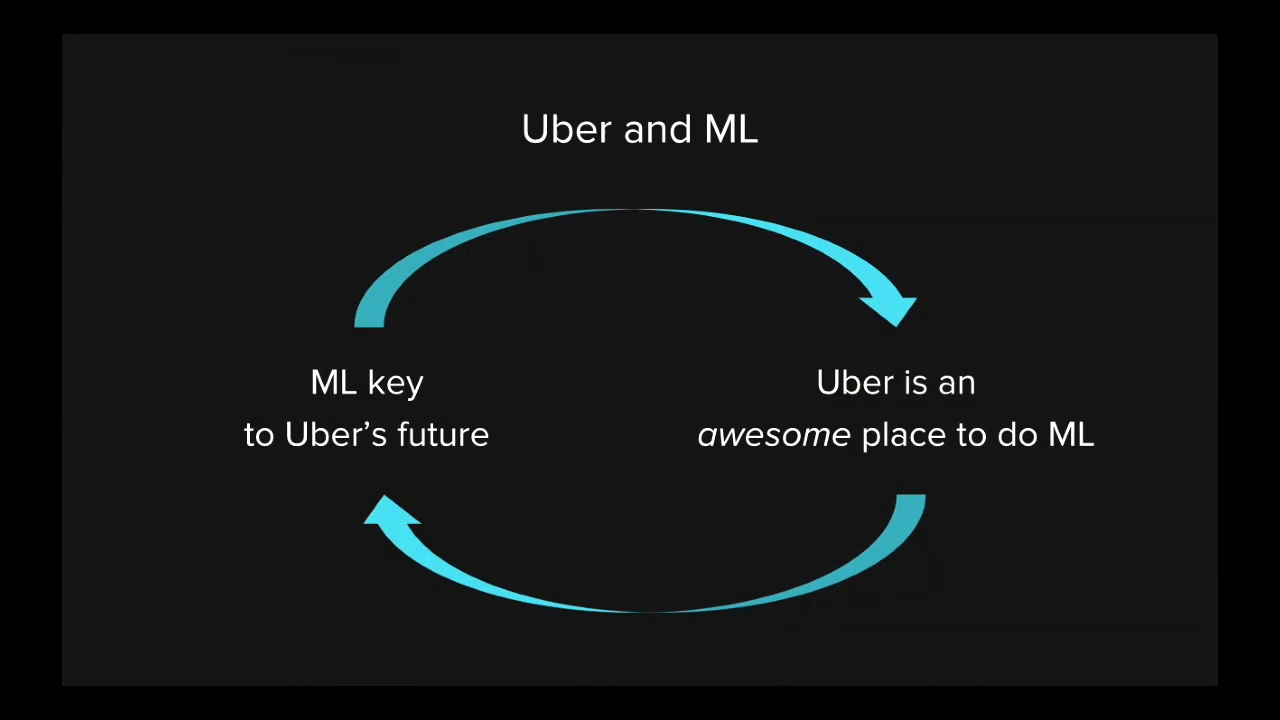 Uber and ML
ML key
to Uber’s future
Uber is an
awesome place to do ML